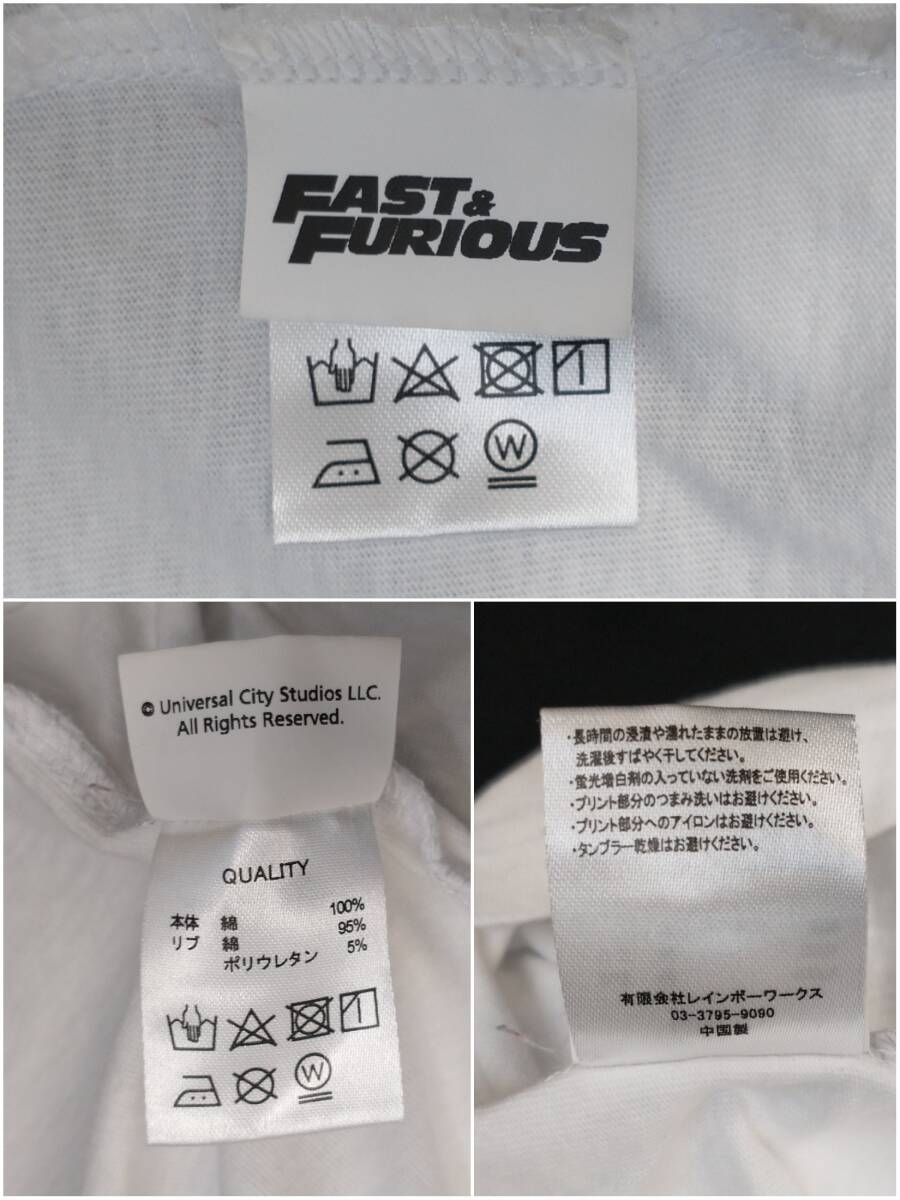 FAST &
FURIOUS
W
© Universal City Studios LLC.
All Rights Reserved.
QUALITY
本体 綿 100%
リブ 綿 95%
ポリウレタン 5%
W
・長時間の浸漬や濡れたままの放置は避け、
洗濯後すばやく干してください。
・蛍光増白剤の入っていない洗剤をご使用ください。
・プリント部分のつまみ洗いはお避けください。
・プリント部分へのアイロンはお避けください。
・タンブラー乾燥はお避けください。
有限会社レインボーワークス
03-3795-9090
中国製